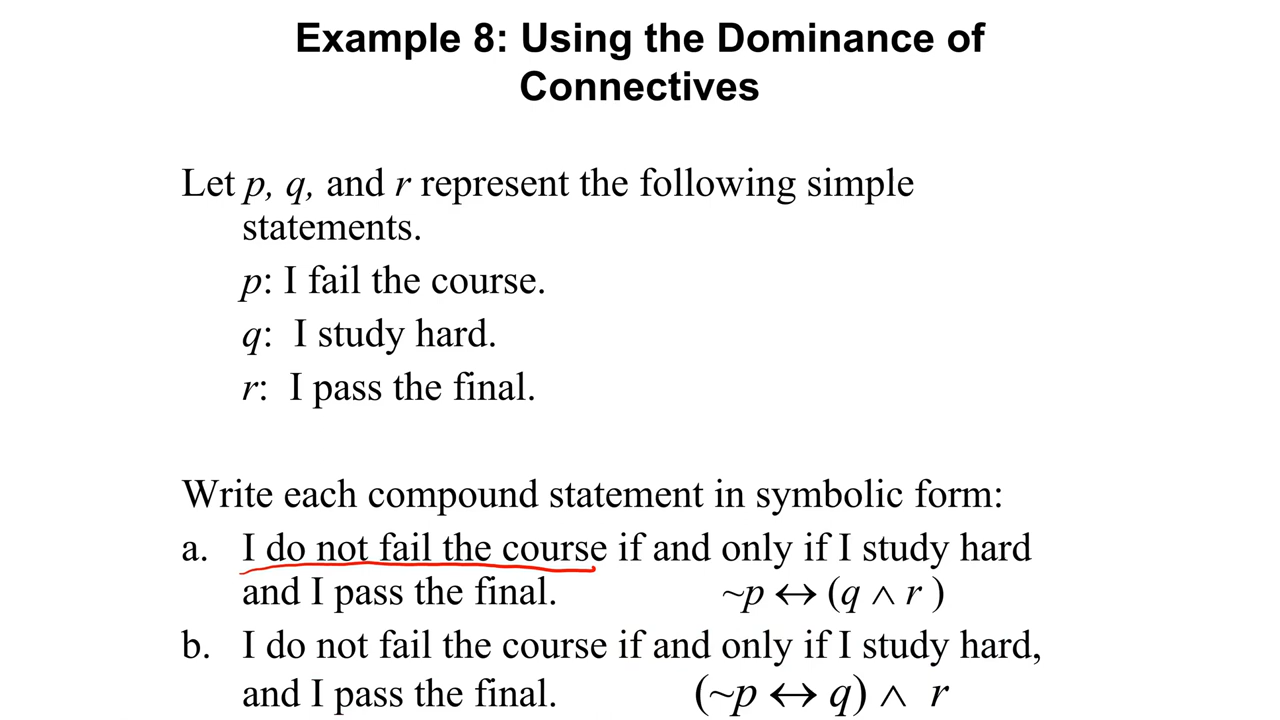 Example 8: Using the Dominance of
Connectives
Let p, q, and r represent the following simple
statements.
p: I fail the course.
q: I study hard.
r: I pass the final.
Write each compound statement in symbolic form:
a. I do not fail the course if and only if I study hard
and I pass the final. ~p ↔ (q ∧ r )
b. I do not fail the course if and only if I study hard,
and I pass the final. (~p ↔ q) ∧ r